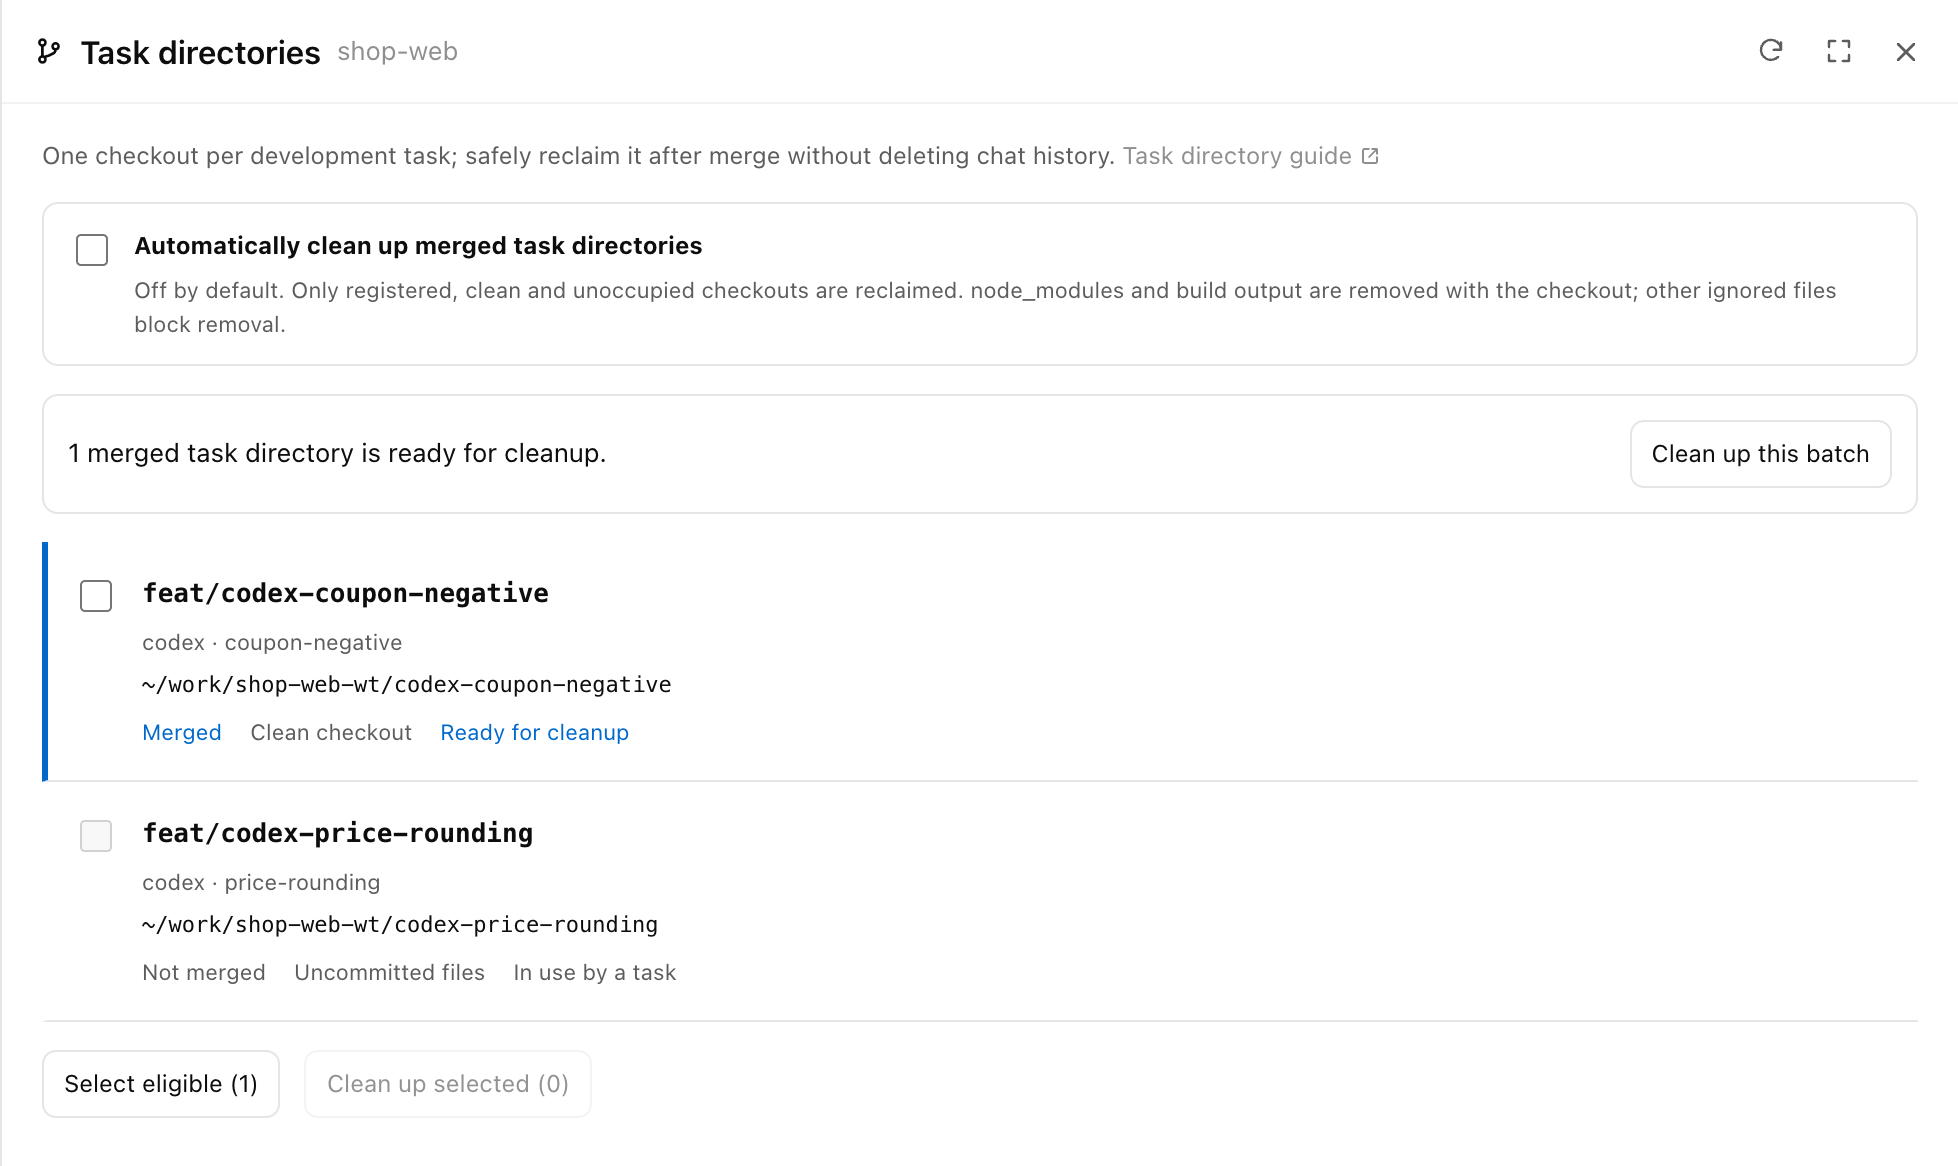 Task directories shop-web
One checkout per development task; safely reclaim it after merge without deleting chat history. Task directory guide
Automatically clean up merged task directories
Off by default. Only registered, clean and unoccupied checkouts are reclaimed. node_modules and build output are removed with the checkout; other ignored files
block removal.
1 merged task directory is ready for cleanup.
Clean up this batch
feat/codex-coupon-negative
codex · coupon-negative
~/work/shop-web-wt/codex-coupon-negative
Merged Clean checkout Ready for cleanup
feat/codex-price-rounding
codex · price-rounding
~/work/shop-web-wt/codex-price-rounding
Not merged Uncommitted files In use by a task
Select eligible (1) Clean up selected (0)